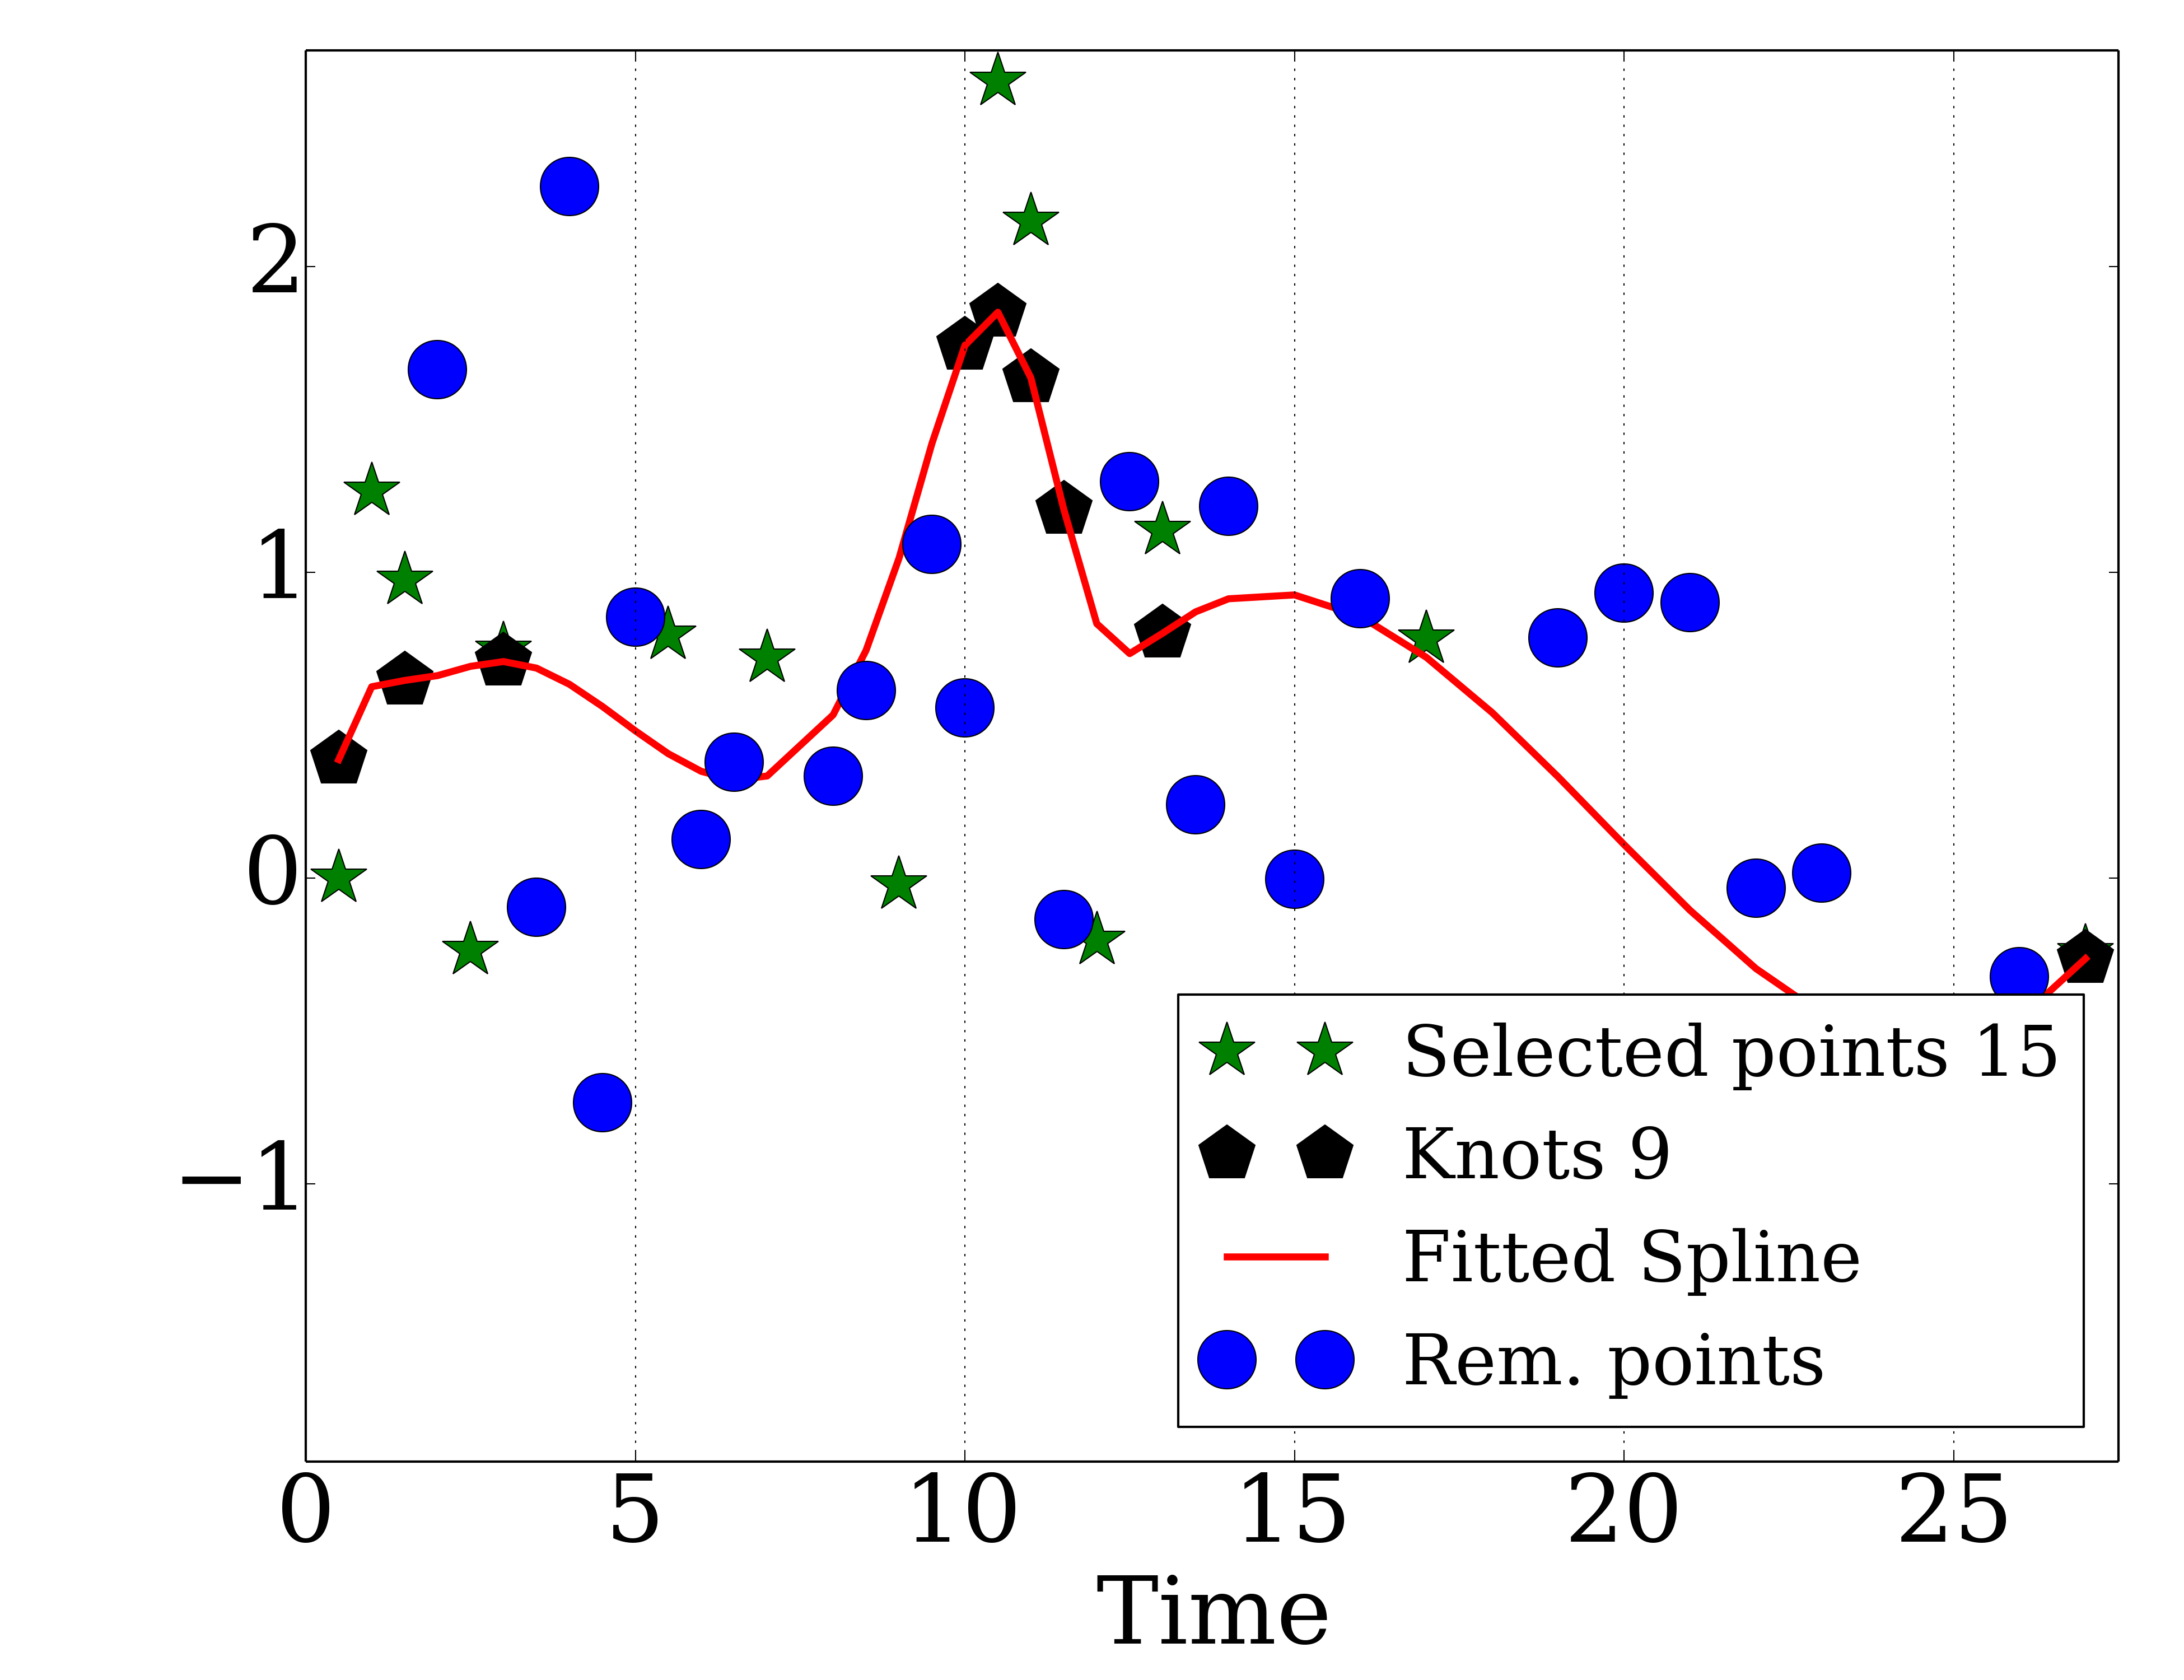 2
1
0
−1
Selected points 15
Knots 9
Fitted Spline
Rem. points
0 5 10 15 20 25
Time